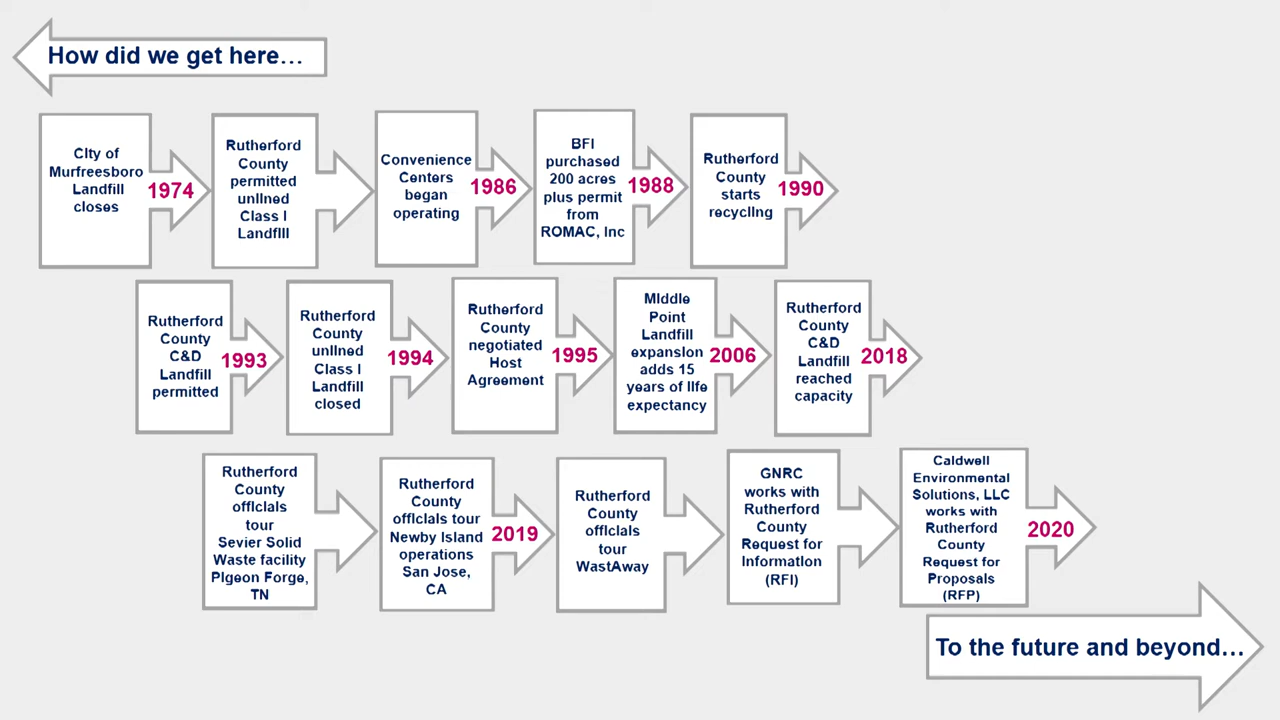 How did we get here...
City of
Murfreesboro
Landfill
closes
1974
Rutherford
County
permitted
unlined
Class I
Landfill
Convenience
Centers
began
operating
1986
BFI
purchased
200 acres
plus permit
from
ROMAC, Inc
1988
Rutherford
County
starts
recycling
1990
Rutherford
County
C&D
Landfill
permitted
1993
Rutherford
County
unlined
Class I
Landfill
closed
1994
Rutherford
County
negotiated
Host
Agreement
1995
Middle
Point
Landfill
expansion
adds 15
years of life
expectancy
2006
Rutherford
County
C&D
Landfill
reached
capacity
2018
Rutherford
County
officials
tour
Sevier Solid
Waste facility
Pigeon Forge,
TN
Rutherford
County
officials tour
Newby Island
operations
San Jose,
CA
2019
Rutherford
County
officials
tour
WastAway
GNRC
works with
Rutherford
County
Request for
Information
(RFI)
Caldwell
Environmental
Solutions, LLC
works with
Rutherford
County
Request for
Proposals
(RFP)
2020
To the future and beyond...